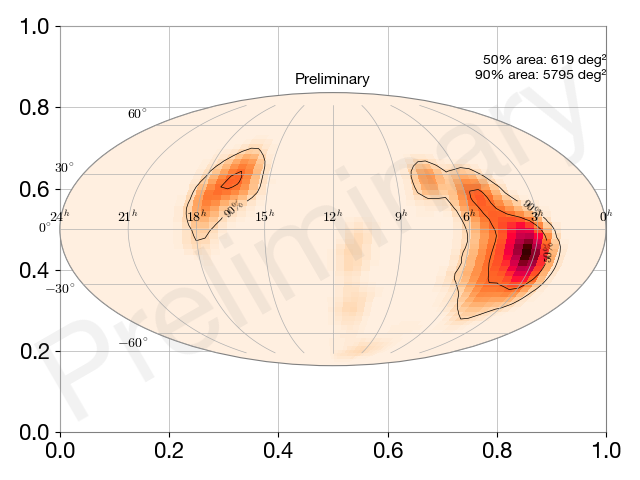 1.0
50% area: 619 deg²
90% area: 5795 deg²
Preliminary
0.8
60°
30°
0.6
24ʰ 21ʰ 18ʰ 15ʰ 12ʰ 9ʰ 6ʰ 3ʰ 0ʰ
90%
90%
0°
50%
0.4
−30°
−60°
0.2
0.0
0.0 0.2 0.4 0.6 0.8 1.0
Preliminary